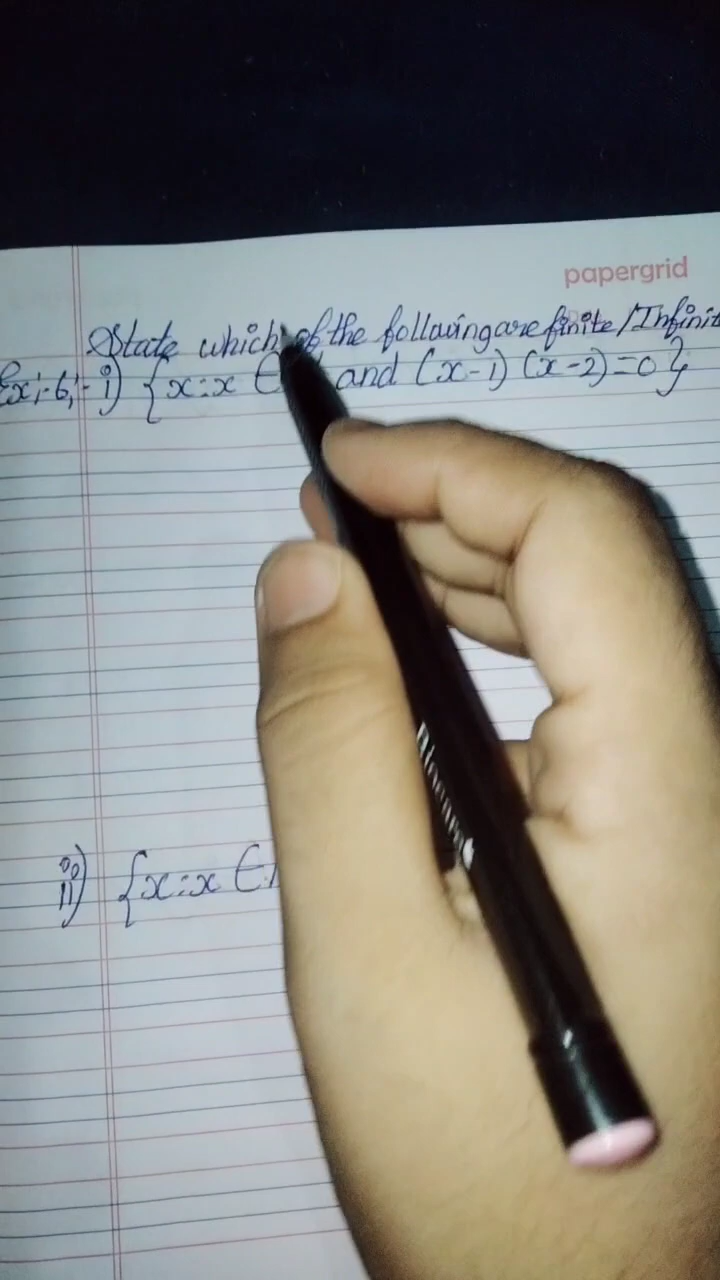 papergrid
State which of the following are finite/Infinit
Ex:-6:- i) {x:x ∈ and (x-1) (x-2)=0}
ii) {x:x ∈